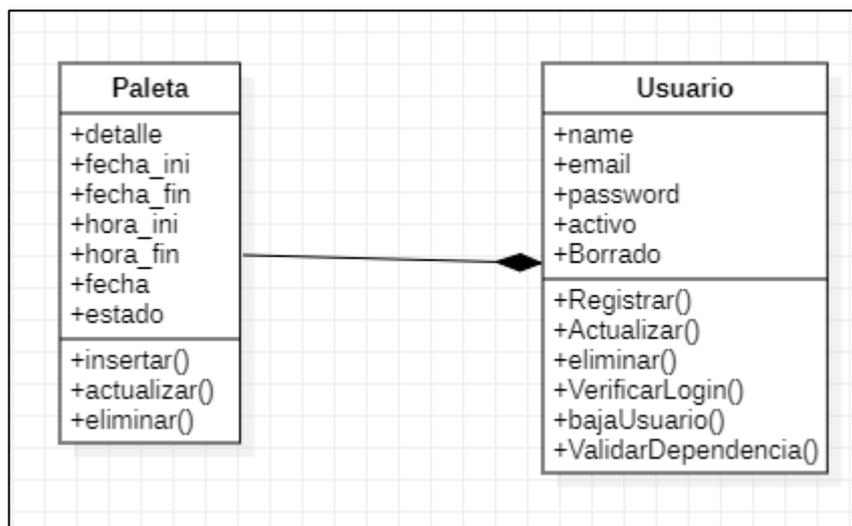 Paleta
+detalle
+fecha_ini
+fecha_fin
+hora_ini
+hora_fin
+fecha
+estado
+insertar()
+actualizar()
+eliminar()
Usuario
+name
+email
+password
+activo
+Borrado
+Registrar()
+Actualizar()
+eliminar()
+VerificarLogin()
+bajaUsuario()
+ValidarDependencia()